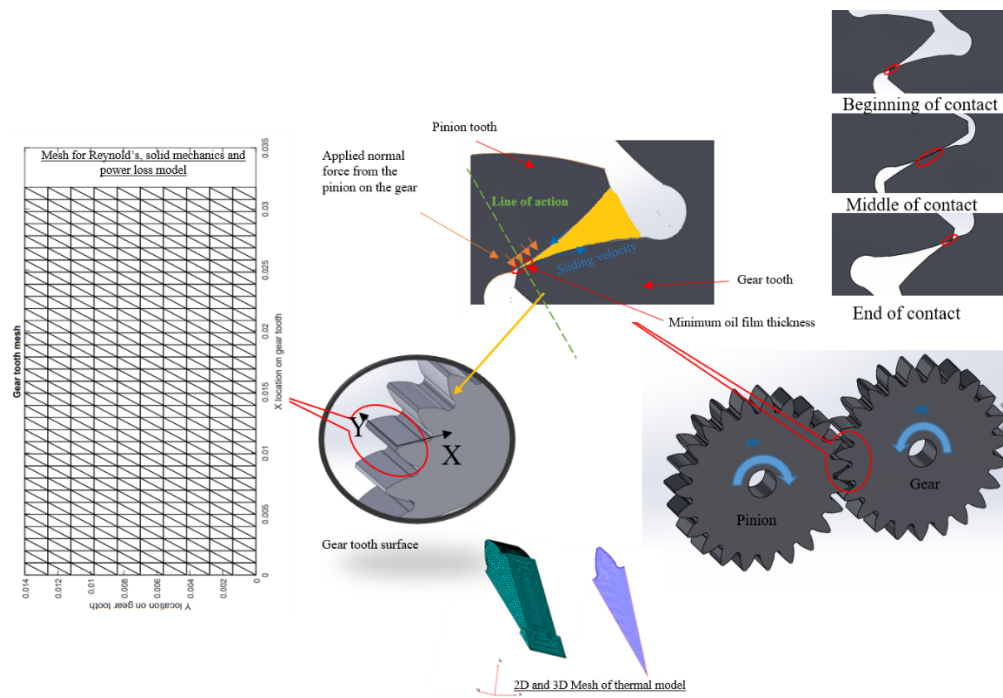 Mesh for Reynold's, solid mechanics and
power loss model
Gear tooth mesh
0.035
0.03
0.025
0.02
0.015
0.01
0.005
0
X location on gear tooth
0.014
0.012
0.01
0.008
0.006
0.004
0.002
0
Y location on gear tooth
Pinion tooth
Applied normal
force from the
pinion on the gear
Line of action
Sliding velocity
Gear tooth
Minimum oil film thickness
Beginning of contact
Middle of contact
End of contact
Y
X
Gear tooth surface
Pinion
Gear
2D and 3D Mesh of thermal model